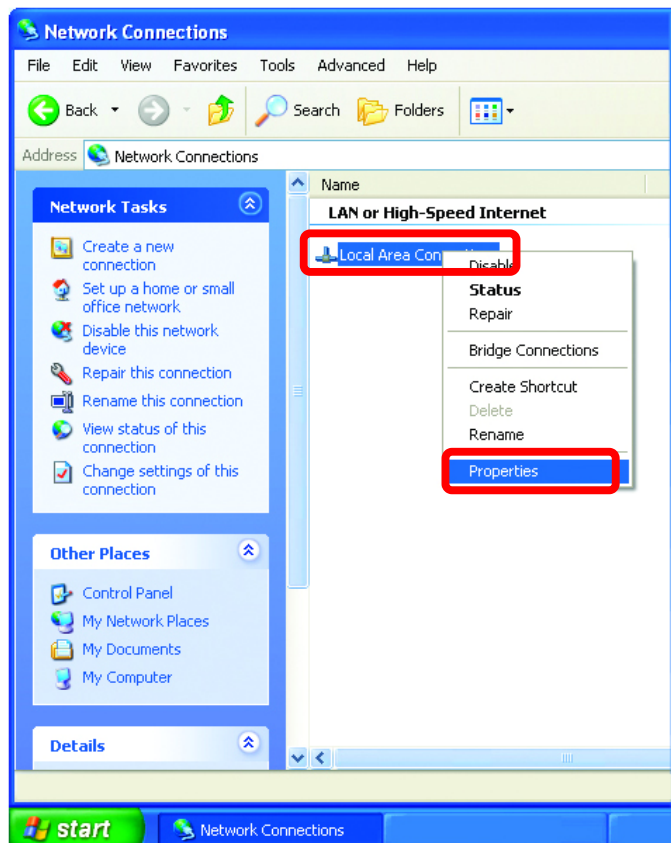 Network Connections
File Edit View Favorites Tools Advanced Help
Back Search Folders
Address Network Connections
Network Tasks
Create a new
connection
Set up a home or small
office network
Disable this network
device
Repair this connection
Rename this connection
View status of this
connection
Change settings of this
connection
Other Places
Control Panel
My Network Places
My Documents
My Computer
Details
Name
LAN or High-Speed Internet
Local Area Con
Disable
Status
Repair
Bridge Connections
Create Shortcut
Delete
Rename
Properties
start Network Connections